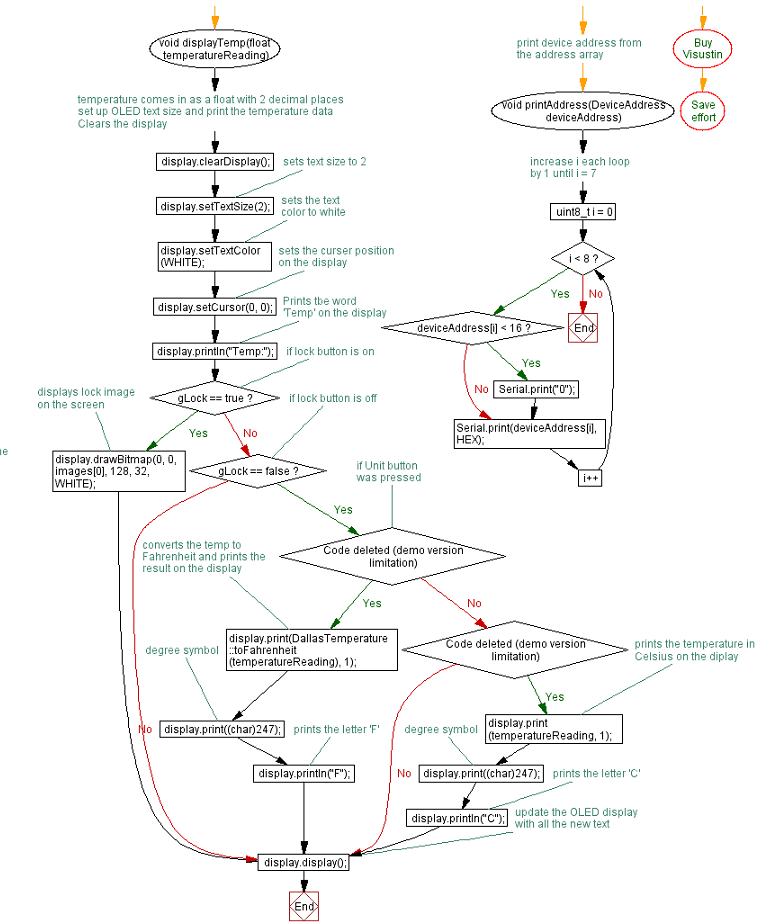 void displayTemp(float
temperatureReading)
temperature comes in as a float with 2 decimal places
set up OLED text size and print the temperature data
Clears the display
display.clearDisplay();
sets text size to 2
display.setTextSize(2);
sets the text
color to white
display.setTextColor
(WHITE);
sets the curser position
on the display
display.setCursor(0, 0);
Prints tbe word
'Temp' on the display
display.println("Temp:");
if lock button is on
gLock == true ?
displays lock image
on the screen
if lock button is off
Yes
No
display.drawBitmap(0, 0,
images[0], 128, 32,
WHITE);
gLock == false ?
if Unit button
was pressed
Yes
Code deleted (demo version
limitation)
converts the temp to
Fahrenheit and prints the
result on the display
Yes
No
display.print(DallasTemperature
::toFahrenheit
(temperatureReading), 1);
Code deleted (demo version
limitation)
prints the temperature in
Celsius on the diplay
degree symbol
Yes
display.print((char)247);
No
prints the letter 'F'
display.println("F");
display.print
(temperatureReading, 1);
degree symbol
display.print((char)247);
No
prints the letter 'C'
display.println("C");
update the OLED display
with all the new text
display.display();
End
print device address from
the address array
void printAddress(DeviceAddress
deviceAddress)
increase i each loop
by 1 until i = 7
uint8_t i = 0
i < 8 ?
Yes
No
End
deviceAddress[i] < 16 ?
Yes
No
Serial.print("0");
Serial.print(deviceAddress[i],
HEX);
i++
Buy
Visustin
Save
effort